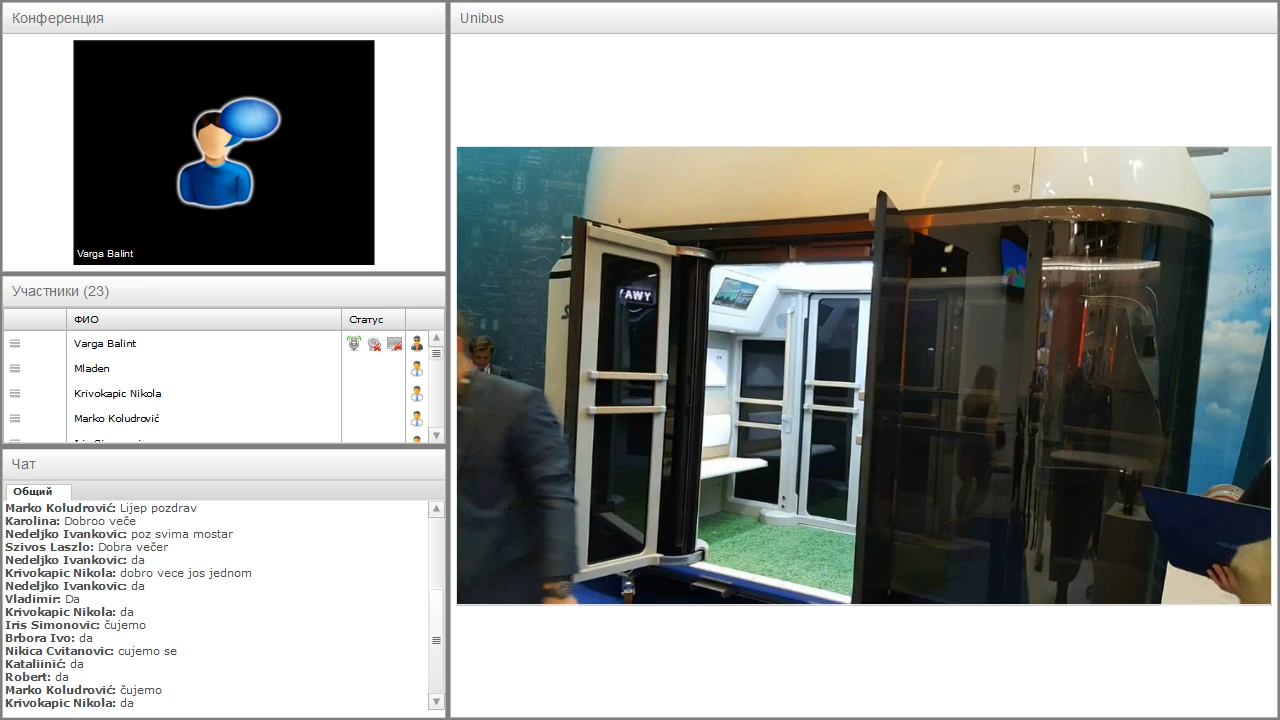 Конференция
Varga Balint
Участники (23)
ФИО
Статус
Varga Balint
Mladen
Krivokapic Nikola
Marko Koludrović
Чат
Общий
Marko Koludrović: Lijep pozdrav
Karolina: Dobroo veče
Nedeljko Ivankovic: poz svima mostar
Szivos Laszlo: Dobra večer
Nedeljko Ivankovic: da
Krivokapic Nikola: dobro vece jos jednom
Nedeljko Ivankovic: da
Vladimir: Da
Krivokapic Nikola: da
Iris Simonovic: čujemo
Brbora Ivo: da
Nikica Cvitanovic: cujemo se
Kataliinić: da
Robert: da
Marko Koludrović: čujemo
Krivokapic Nikola: da
Unibus